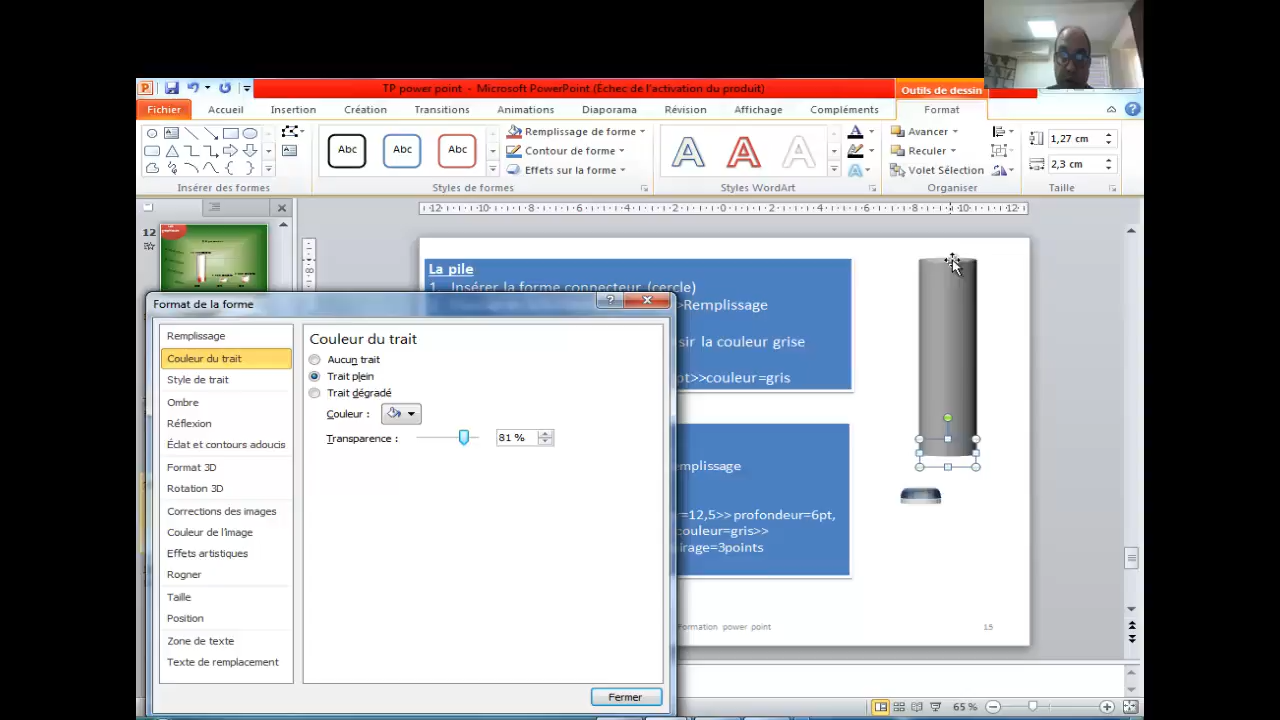 TP power point - Microsoft PowerPoint (Échec de l'activation du produit)
Outils de dessin
Fichier
Accueil
Insertion
Création
Transitions
Animations
Diaporama
Révision
Affichage
Compléments
Format
Abc
Abc
Abc
Remplissage de forme
Contour de forme
Effets sur la forme
Avancer
Reculer
Volet Sélection
1,27 cm
2,3 cm
Insérer des formes
Styles de formes
Styles WordArt
Organiser
Taille
12
La pile
1. Insérer la forme connecteur (cercle)
>Remplissage
sir la couleur grise
pt>>couleur=gris
emplissage
r=12,5>> profondeur=6pt,
couleur=gris>>
irage=3points
Formation power point
15
Format de la forme
Remplissage
Couleur du trait
Style de trait
Ombre
Réflexion
Éclat et contours adoucis
Format 3D
Rotation 3D
Corrections des images
Couleur de l'image
Effets artistiques
Rogner
Taille
Position
Zone de texte
Texte de remplacement
Couleur du trait
Aucun trait
Trait plein
Trait dégradé
Couleur :
Transparence :
81 %
Fermer
65 %